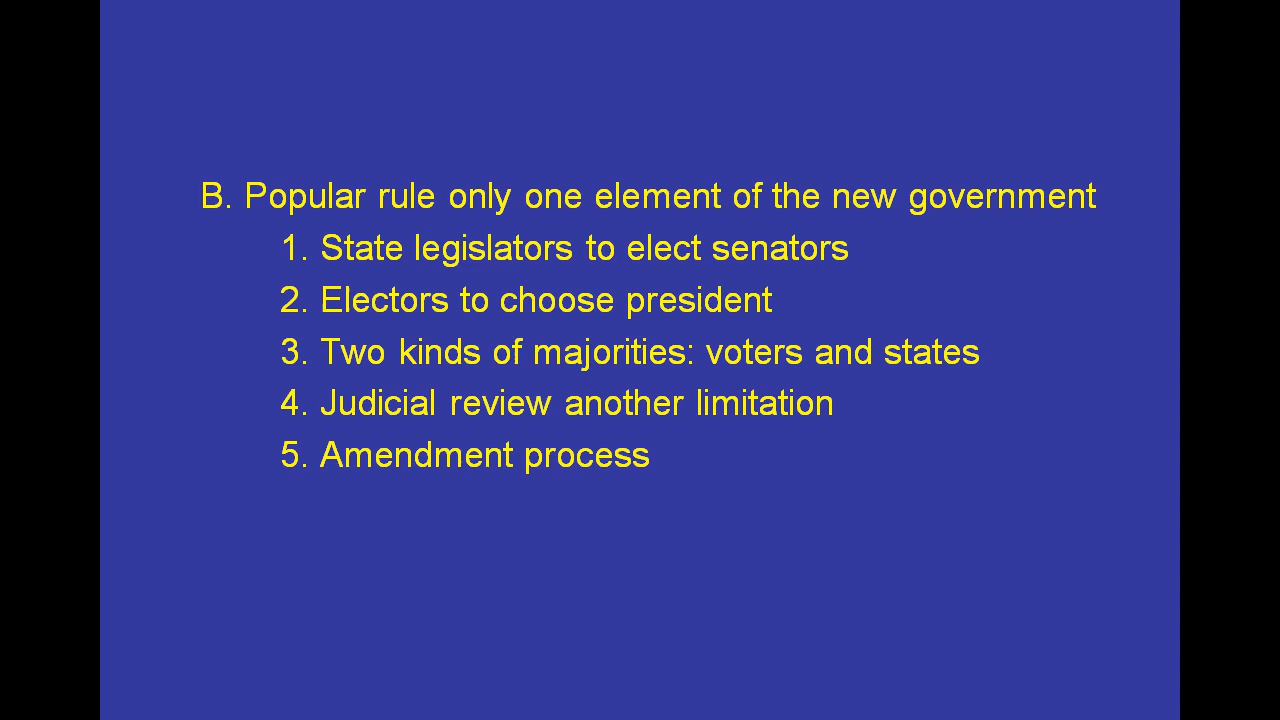 B. Popular rule only one element of the new government
1. State legislators to elect senators
2. Electors to choose president
3. Two kinds of majorities: voters and states
4. Judicial review another limitation
5. Amendment process